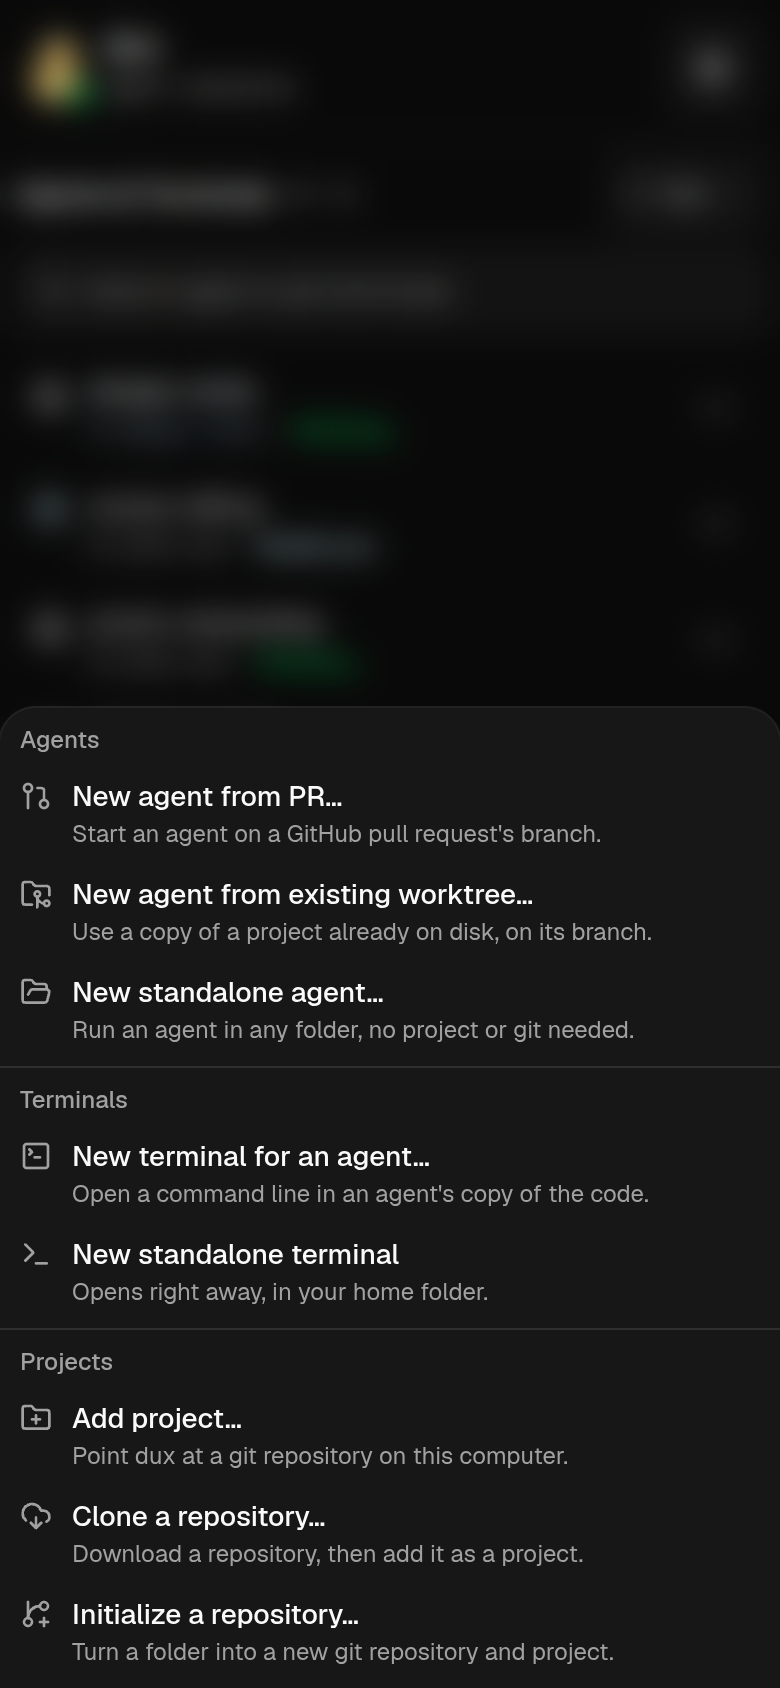 Agents
New agent from PR...
Start an agent on a GitHub pull request's branch.
New agent from existing worktree...
Use a copy of a project already on disk, on its branch.
New standalone agent...
Run an agent in any folder, no project or git needed.
Terminals
New terminal for an agent...
Open a command line in an agent's copy of the code.
New standalone terminal
Opens right away, in your home folder.
Projects
Add project...
Point dux at a git repository on this computer.
Clone a repository...
Download a repository, then add it as a project.
Initialize a repository...
Turn a folder into a new git repository and project.